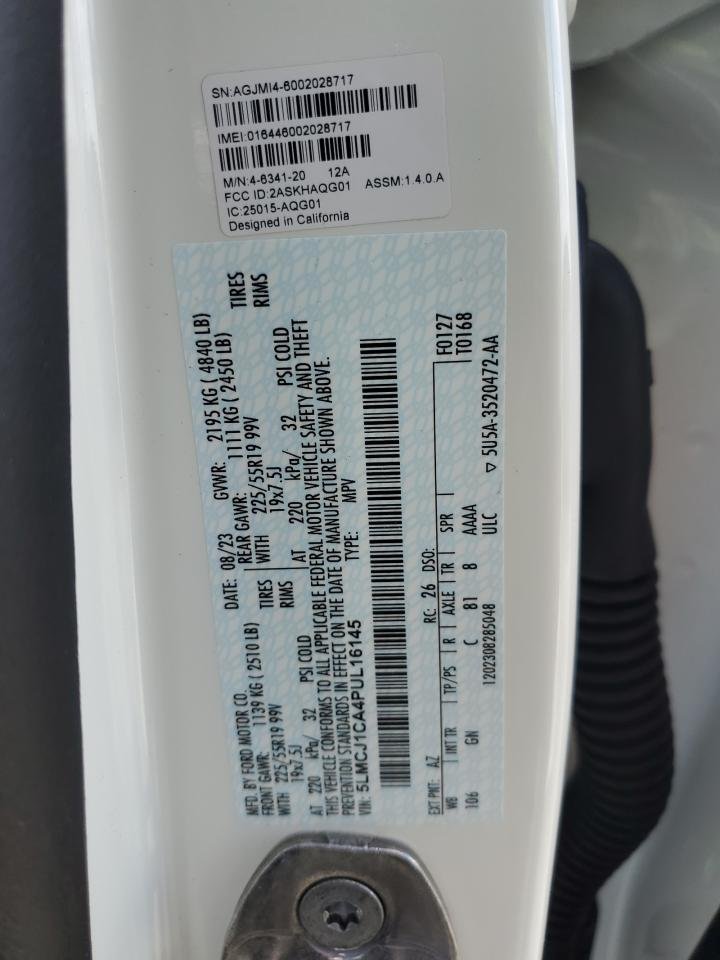 SN:AGJMI4-6002028717
IMEI:016446002028717
M/N:4-6341-20 12A
FCC ID:2ASKHAQG01 ASSM:1.4.0.A
IC:25015-AQG01
Designed in California
MFD. BY FORD MOTOR CO.
DATE: 08/23 GVWR: 2195 KG ( 4840 LB)
FRONT GAWR: 1139 KG ( 2510 LB) REAR GAWR: 1111 KG ( 2450 LB)
WITH 225/55R19 99V TIRES WITH 225/55R19 99V TIRES
19x7.5J RIMS 19x7.5J RIMS
AT 220 kPa/ 32 PSI COLD AT 220 kPa/ 32 PSI COLD
THIS VEHICLE CONFORMS TO ALL APPLICABLE FEDERAL MOTOR VEHICLE SAFETY AND THEFT
PREVENTION STANDARDS IN EFFECT ON THE DATE OF MANUFACTURE SHOWN ABOVE.
VIN: 5LMCJ1CA4PUL16145 TYPE: MPV
F0127
T0168
EXT PNT: AZ RC: 26 DSO:
WB INT TR TP/PS R AXLE TR SPR
106 GN C 81 8 AAAA
1202308285048 ULC ▽ 5U5A-3520472-AA